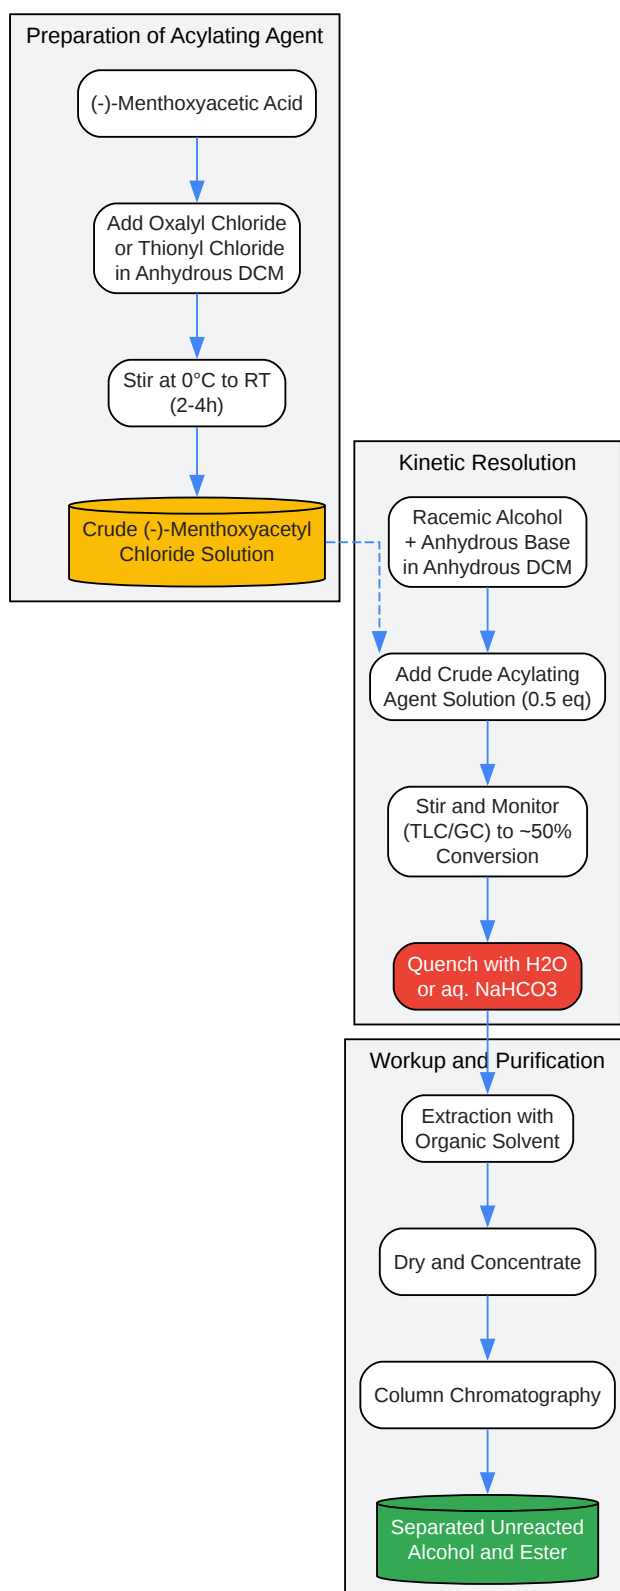 Preparation of Acylating Agent
(-)-Menthoxyacetic Acid
Add Oxalyl Chloride
or Thionyl Chloride
in Anhydrous DCM
Stir at 0°C to RT
(2-4h)
Crude (-)-Menthoxyacetyl
Chloride Solution
Kinetic Resolution
Racemic Alcohol
+ Anhydrous Base
in Anhydrous DCM
Add Crude Acylating
Agent Solution (0.5 eq)
Stir and Monitor
(TLC/GC) to ~50%
Conversion
Quench with H2O
or aq. NaHCO3
Workup and Purification
Extraction with
Organic Solvent
Dry and Concentrate
Column Chromatography
Separated Unreacted
Alcohol and Ester